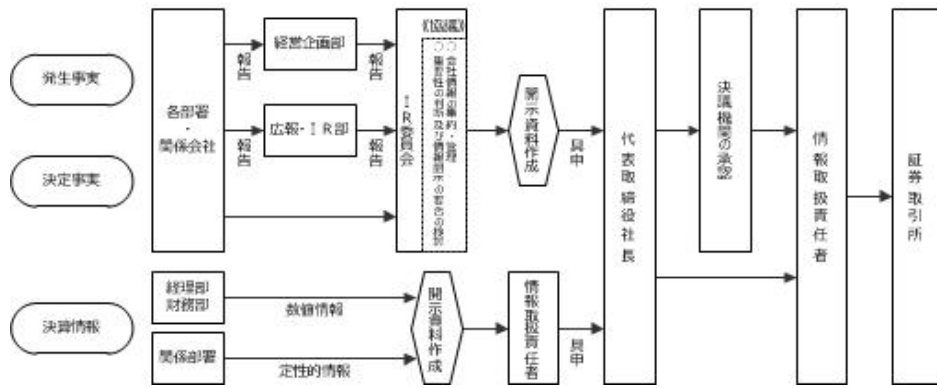 発生事実
決定事実
決算情報
各部署
・
関係会社
報告
経営企画部
報告
報告
広報・IR部
報告
IR委員会
○会社情報の集約・管理
○重要性の判断及び情報開示の要否の検討
開示資料作成
具申
代表取締役社長
決議機関の承認
情報取扱責任者
証券取引所
経理部
財務部
数値情報
関係部署
定性的情報
開示資料作成
情報取扱責任者
具申